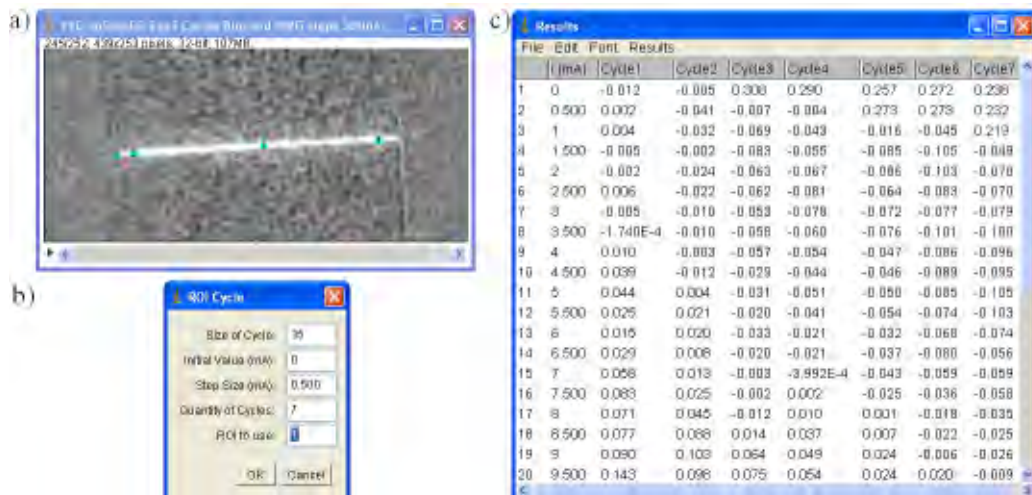 a)
249x252, 499x253 pixels, 12-bit, 107MB
b)
ROI Cycle
Size of Cycle: 35
Initial Value (mA): 0
Step Size (mA): 0.500
Quantity of Cycles: 7
ROI to use: 1
OK Cancel
c)
Results
File Edit Font Results
I (mA) Cycle1 Cycle2 Cycle3 Cycle4 Cycle5 Cycle6 Cycle7
1 0 -0.012 -0.005 0.308 0.290 0.257 0.272 0.236
2 0.500 0.002 -0.041 -0.007 -0.004 0.273 0.273 0.232
3 1 0.004 -0.032 -0.069 -0.043 -0.016 -0.045 0.219
4 1.500 -0.005 -0.002 -0.083 -0.055 -0.085 -0.105 -0.049
5 2 -0.002 -0.024 -0.063 -0.067 -0.086 -0.103 -0.070
6 2.500 0.006 -0.022 -0.062 -0.081 -0.064 -0.083 -0.070
7 3 -0.005 -0.010 -0.053 -0.078 -0.072 -0.077 -0.079
8 3.500 -1.740E-4 -0.010 -0.058 -0.060 -0.076 -0.101 -0.100
9 4 0.010 -0.003 -0.057 -0.054 -0.047 -0.086 -0.096
10 4.500 0.039 -0.012 -0.029 -0.044 -0.046 -0.089 -0.095
11 5 0.044 0.004 -0.031 -0.051 -0.050 -0.085 -0.105
12 5.500 0.025 0.021 -0.020 -0.041 -0.054 -0.074 -0.103
13 6 0.015 0.020 -0.033 -0.021 -0.032 -0.068 -0.074
14 6.500 0.029 0.008 -0.020 -0.021 -0.037 -0.080 -0.056
15 7 0.058 0.013 -0.003 -3.992E-4 -0.043 -0.059 -0.059
16 7.500 0.083 0.025 -0.002 0.002 -0.025 -0.036 -0.058
17 8 0.071 0.045 -0.012 0.010 0.001 -0.018 -0.035
18 8.500 0.077 0.088 0.014 0.037 0.007 -0.022 -0.025
19 9 0.090 0.103 0.064 0.049 0.024 -0.006 -0.026
20 9.500 0.143 0.098 0.075 0.054 0.024 0.020 -0.009